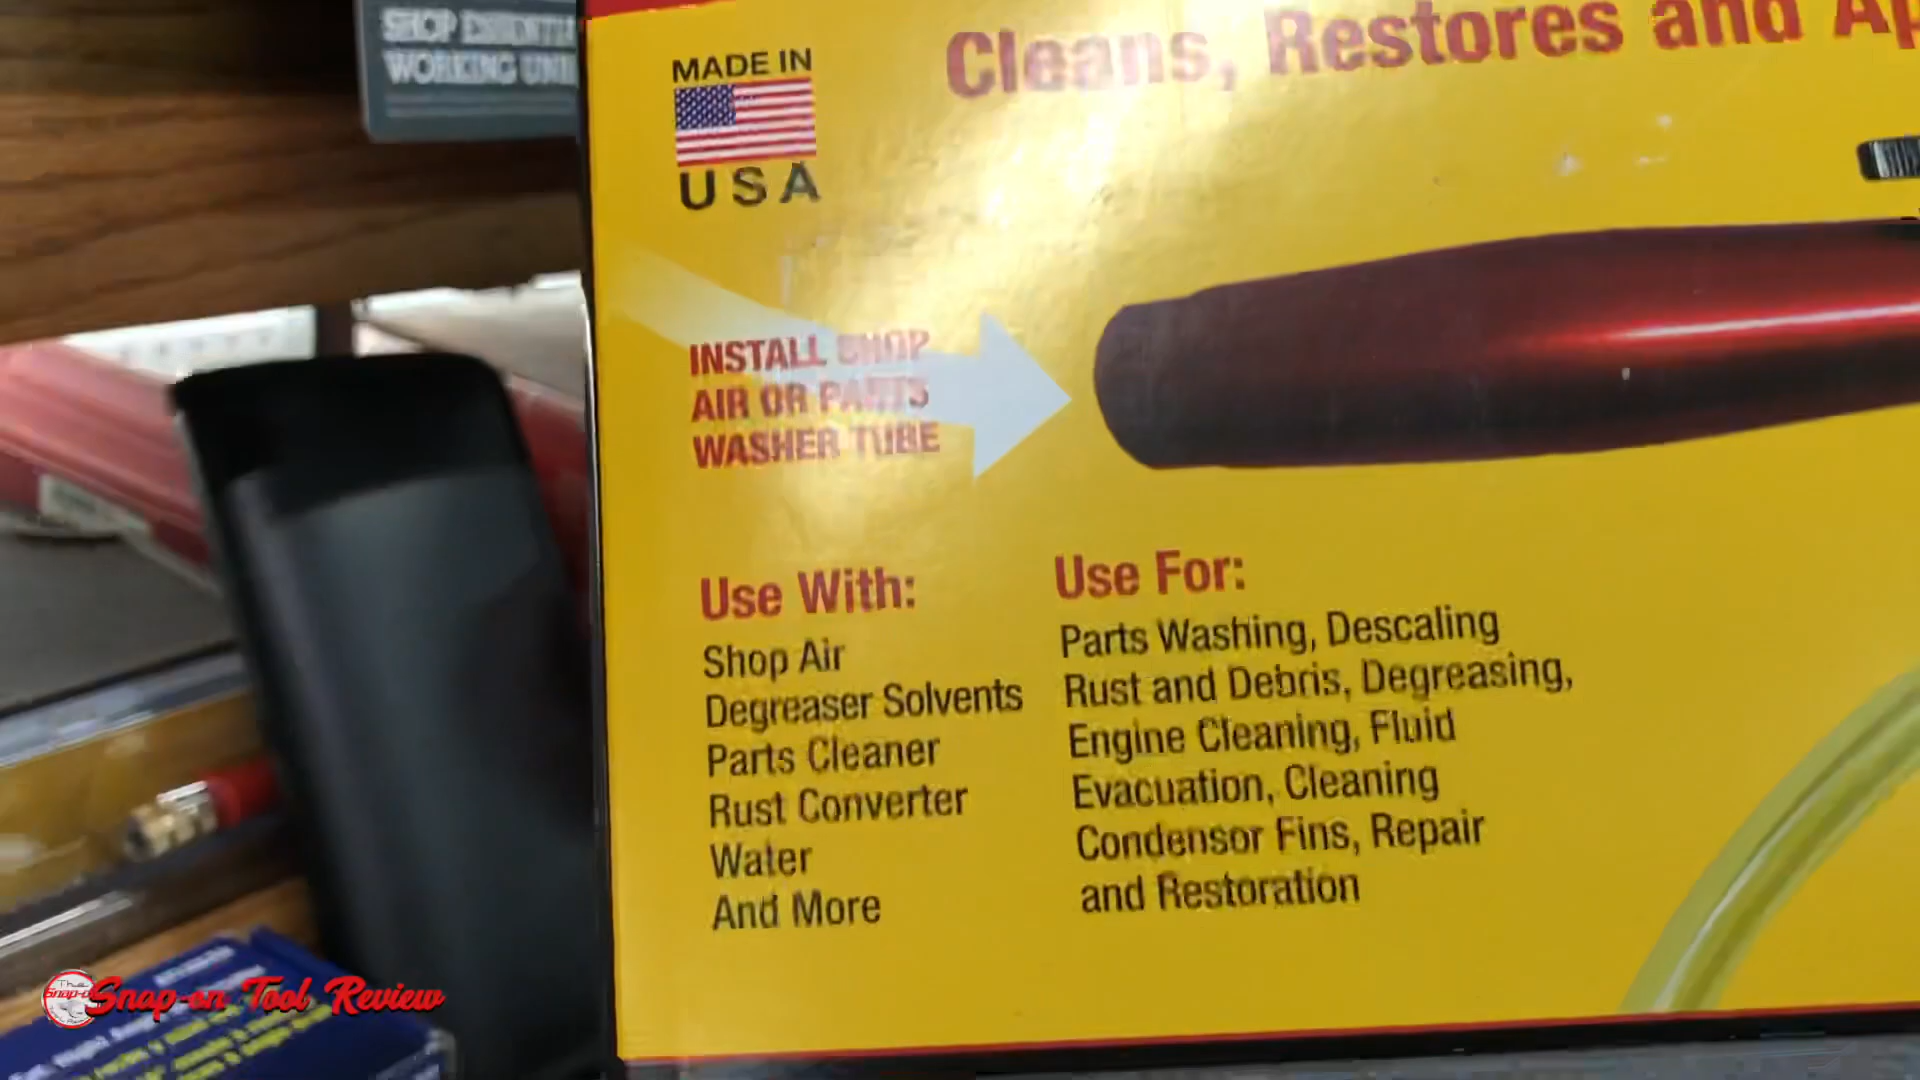 WORKING
MADE IN
USA
Cleans, Restores and
INSTALL SHOP
AIR OR PARTS
WASHER TUBE
Use With:
Shop Air
Degreaser Solvents
Parts Cleaner
Rust Converter
Water
And More
Use For:
Parts Washing, Descaling
Rust and Debris, Degreasing,
Engine Cleaning, Fluid
Evacuation, Cleaning
Condensor Fins, Repair
and Restoration
Snap-on Tool Review